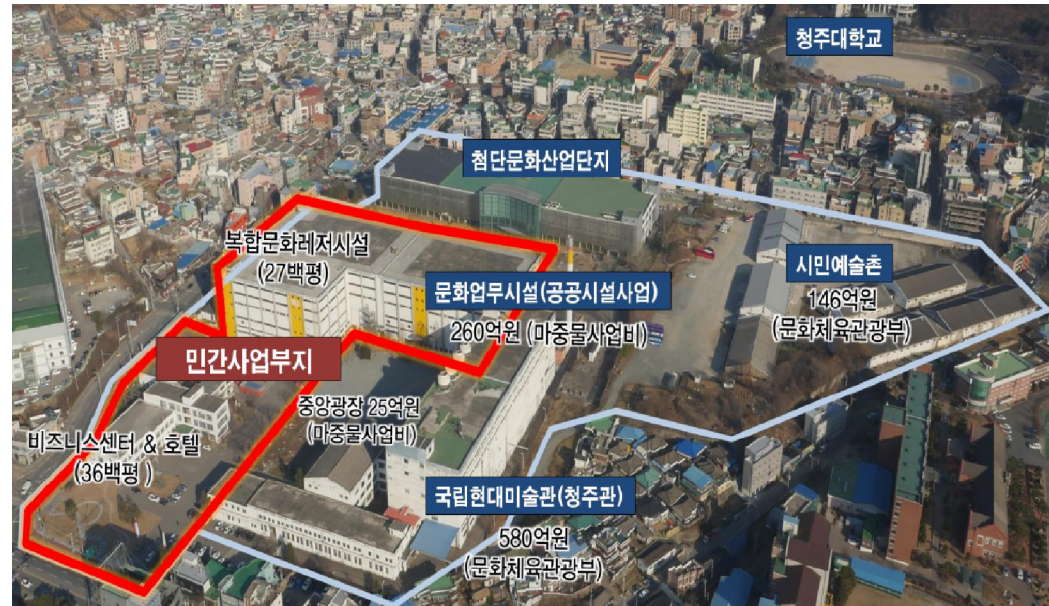 청주대학교
첨단문화산업단지
복합문화레저시설
(27백평)
시민예술촌
146억원
(문화체육관광부)
문화업무시설(공공시설사업)
260억원 (마중물사업비)
민간사업부지
중앙광장 25억원
(마중물사업비)
비즈니스센터 & 호텔
(36백평 )
국립현대미술관(청주관)
580억원
(문화체육관광부)